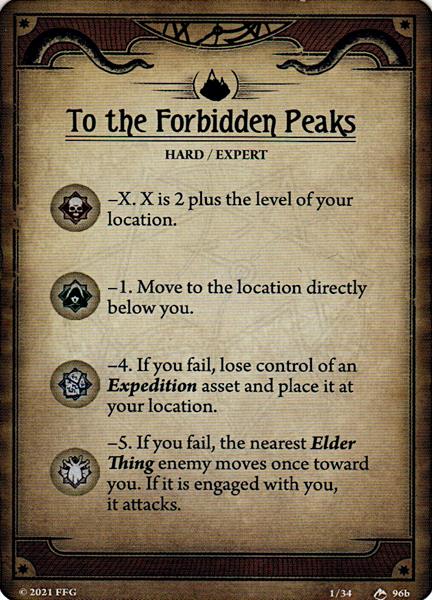 To the Forbidden Peaks
HARD / EXPERT
–X. X is 2 plus the level of your
location.
–1. Move to the location directly
below you.
–4. If you fail, lose control of an
Expedition asset and place it at
your location.
–5. If you fail, the nearest Elder
Thing enemy moves once toward
you. If it is engaged with you,
it attacks.
© 2021 FFG
1/34
96b